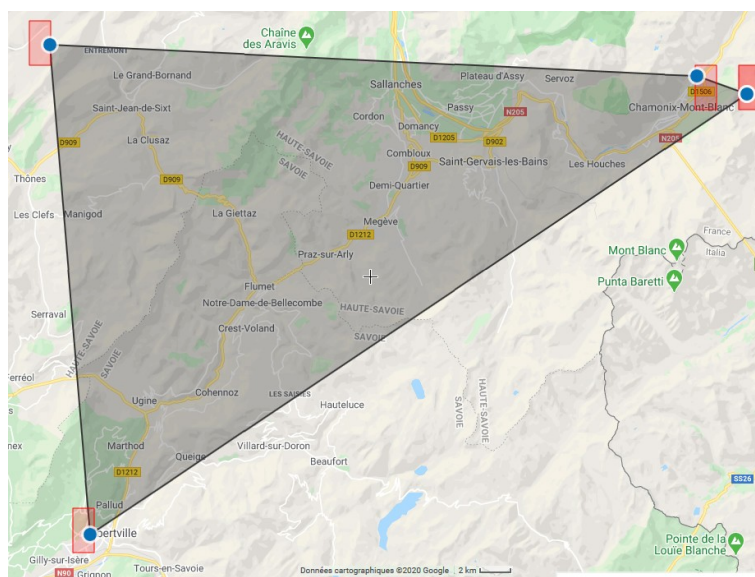 Chaîne
des Aravis
ENTREMONT
Le Grand-Bornand
Plateau d'Assy
Servoz
Sallanches
D1506
Saint-Jean-de-Sixt
Passy
Chamonix-Mont-Blanc
N205
Cordon
Domancy
HAUTE-SAVOIE
SAVOIE
D1205
D902
N205
D909
La Clusaz
Combloux
Saint-Gervais-les-Bains
D909
Les Houches
Thônes
D909
Demi-Quartier
Les Clefs
Manigod
La Giettaz
Megève
D1212
France
Italia
Mont Blanc
Praz-sur-Arly
Punta Baretti
Flumet
Notre-Dame-de-Bellecombe
HAUTE-SAVOIE
SAVOIE
Serraval
Crest-Voland
HAUTE-SAVOIE
SAVOIE
Ferréol
Cohennoz
LES SAISIES
HAUTE-SAVOIE
SAVOIE
Ugine
Hauteluce
Marthod
nex
Villard-sur-Doron
Queige
Beaufort
D1212
SS26
Pallud
bertville
Pointe de la
Louïe Blanche
Gilly-sur-Isère
Tours-en-Savoie
N90
Grignon
Données cartographiques ©2020 Google
2 km